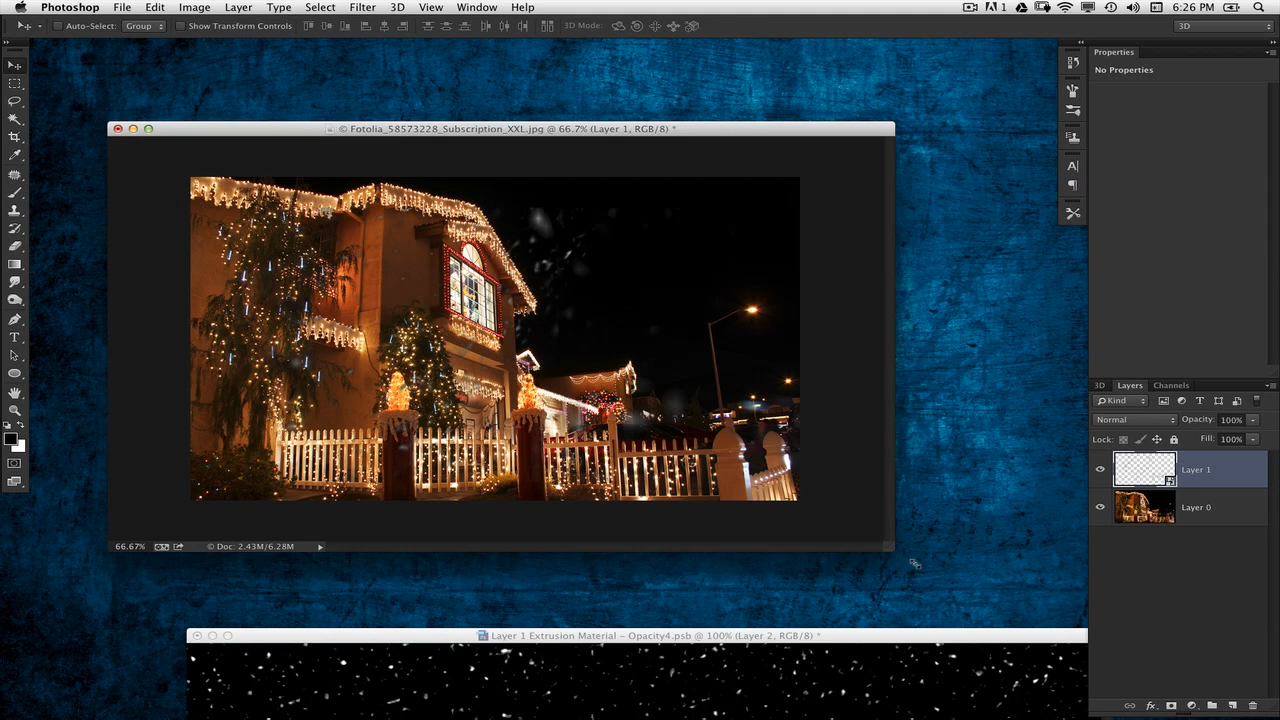 Photoshop File Edit Image Layer Type Select Filter 3D View Window Help 1 6:26 PM
Auto-Select: Group Show Transform Controls 3D Mode: 3D
Properties
No Properties
© Fotolia_58573228_Subscription_XXL.jpg @ 66.7% (Layer 1, RGB/8) *
A
T
3D Layers Channels
Kind T
Normal Opacity: 100%
Lock: Fill: 100%
Layer 1
Layer 0
66.67% © Doc: 2.43M/6.28M
Layer 1 Extrusion Material - Opacity4.psb @ 100% (Layer 2, RGB/8) *
fx